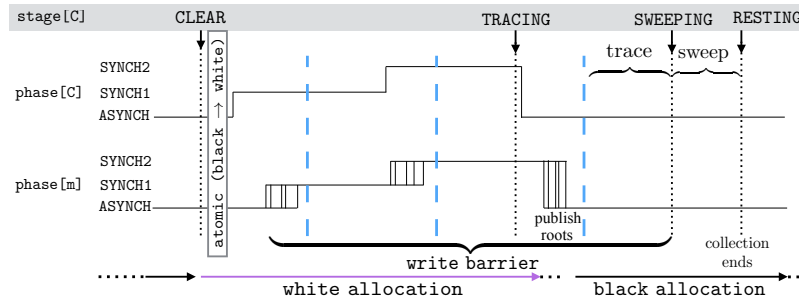 stage[C] CLEAR TRACING SWEEPING RESTING
atomic (black → white)
trace sweep
SYNCH2
phase[C] SYNCH1
ASYNCH
SYNCH2
phase[m] SYNCH1
ASYNCH
publish
roots
write barrier
collection
ends
white allocation
black allocation